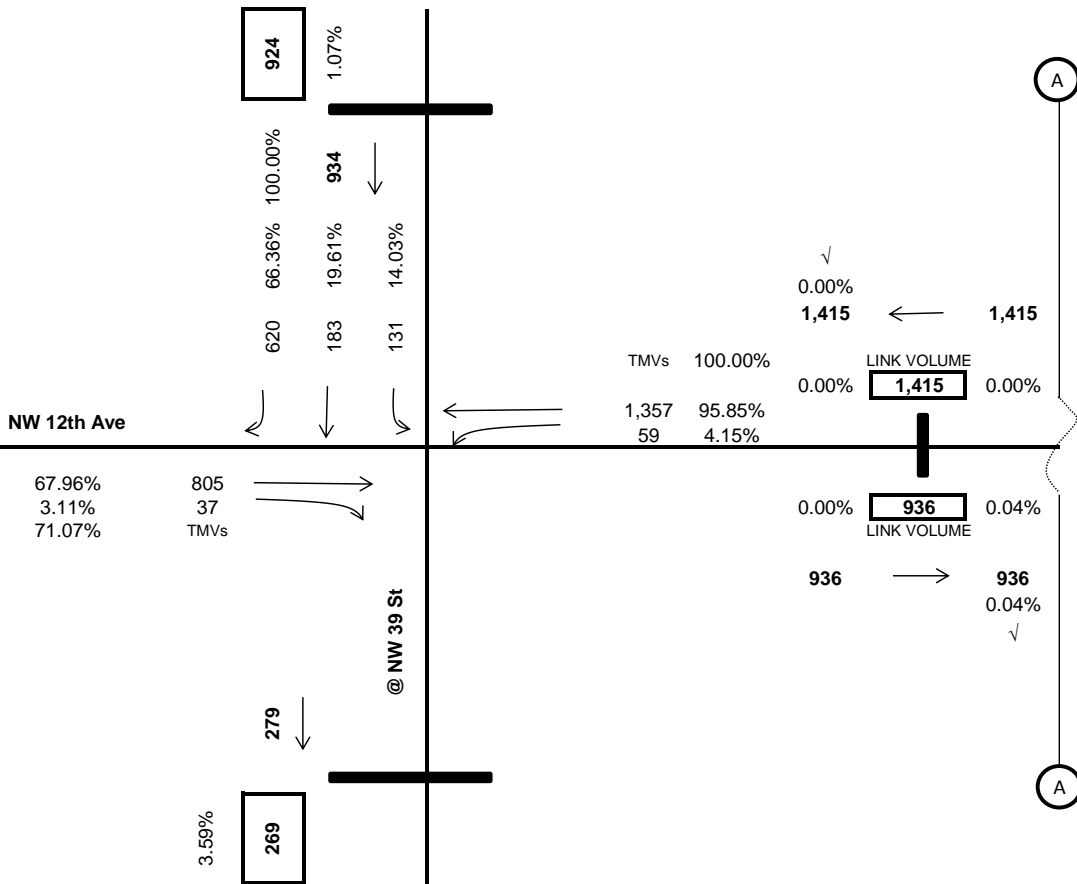 924
1.07%
A
100.00%
934
66.36%
19.61%
14.03%
620
183
131
√
0.00%
1,415 1,415
TMVs 100.00%
LINK VOLUME
0.00% 1,415 0.00%
1,357 95.85%
59 4.15%
NW 12th Ave
67.96% 805
3.11% 37
71.07% TMVs
0.00% 936 0.04%
LINK VOLUME
936 936
0.04%
√
@ NW 39 St
279
A
3.59%
269